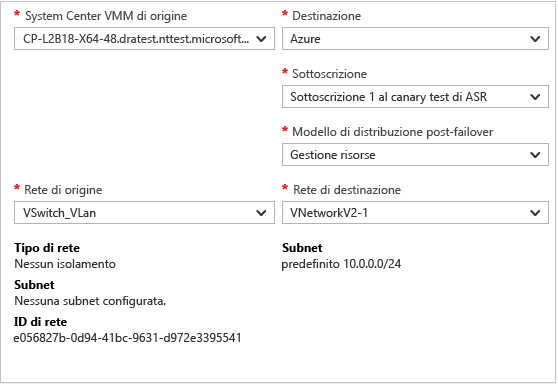 * System Center VMM di origine
CP-L2B18-X64-48.dratest.nttest.microsoft...
* Destinazione
Azure
* Sottoscrizione
Sottoscrizione 1 al canary test di ASR
* Modello di distribuzione post-failover
Gestione risorse
* Rete di origine
VSwitch_VLan
* Rete di destinazione
VNetworkV2-1
Tipo di rete
Nessun isolamento
Subnet
Nessuna subnet configurata.
ID di rete
e056827b-0d94-41bc-9631-d972e3395541
Subnet
predefinito 10.0.0.0/24